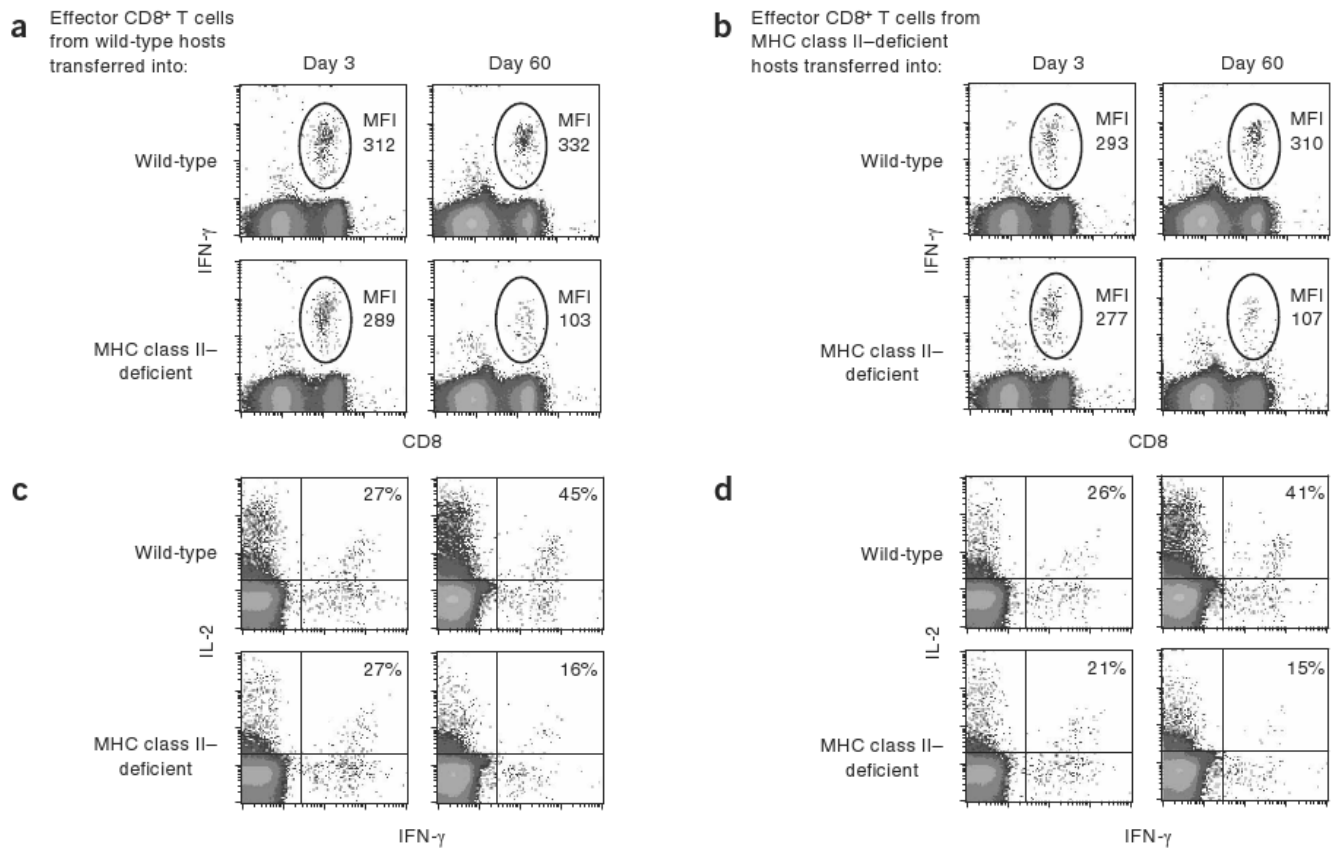 a
Effector CD8⁺ T cells
from wild-type hosts
transferred into:
Day 3
Day 60
Wild-type
MFI
312
MFI
332
IFN-γ
MHC class II–
deficient
MFI
289
MFI
103
CD8
b
Effector CD8⁺ T cells from
MHC class II–deficient
hosts transferred into:
Day 3
Day 60
Wild-type
MFI
293
MFI
310
IFN-γ
MHC class II–
deficient
MFI
277
MFI
107
CD8
c
Wild-type
27%
45%
IL-2
MHC class II–
deficient
27%
16%
IFN-γ
d
Wild-type
26%
41%
IL-2
MHC class II–
deficient
21%
15%
IFN-γ